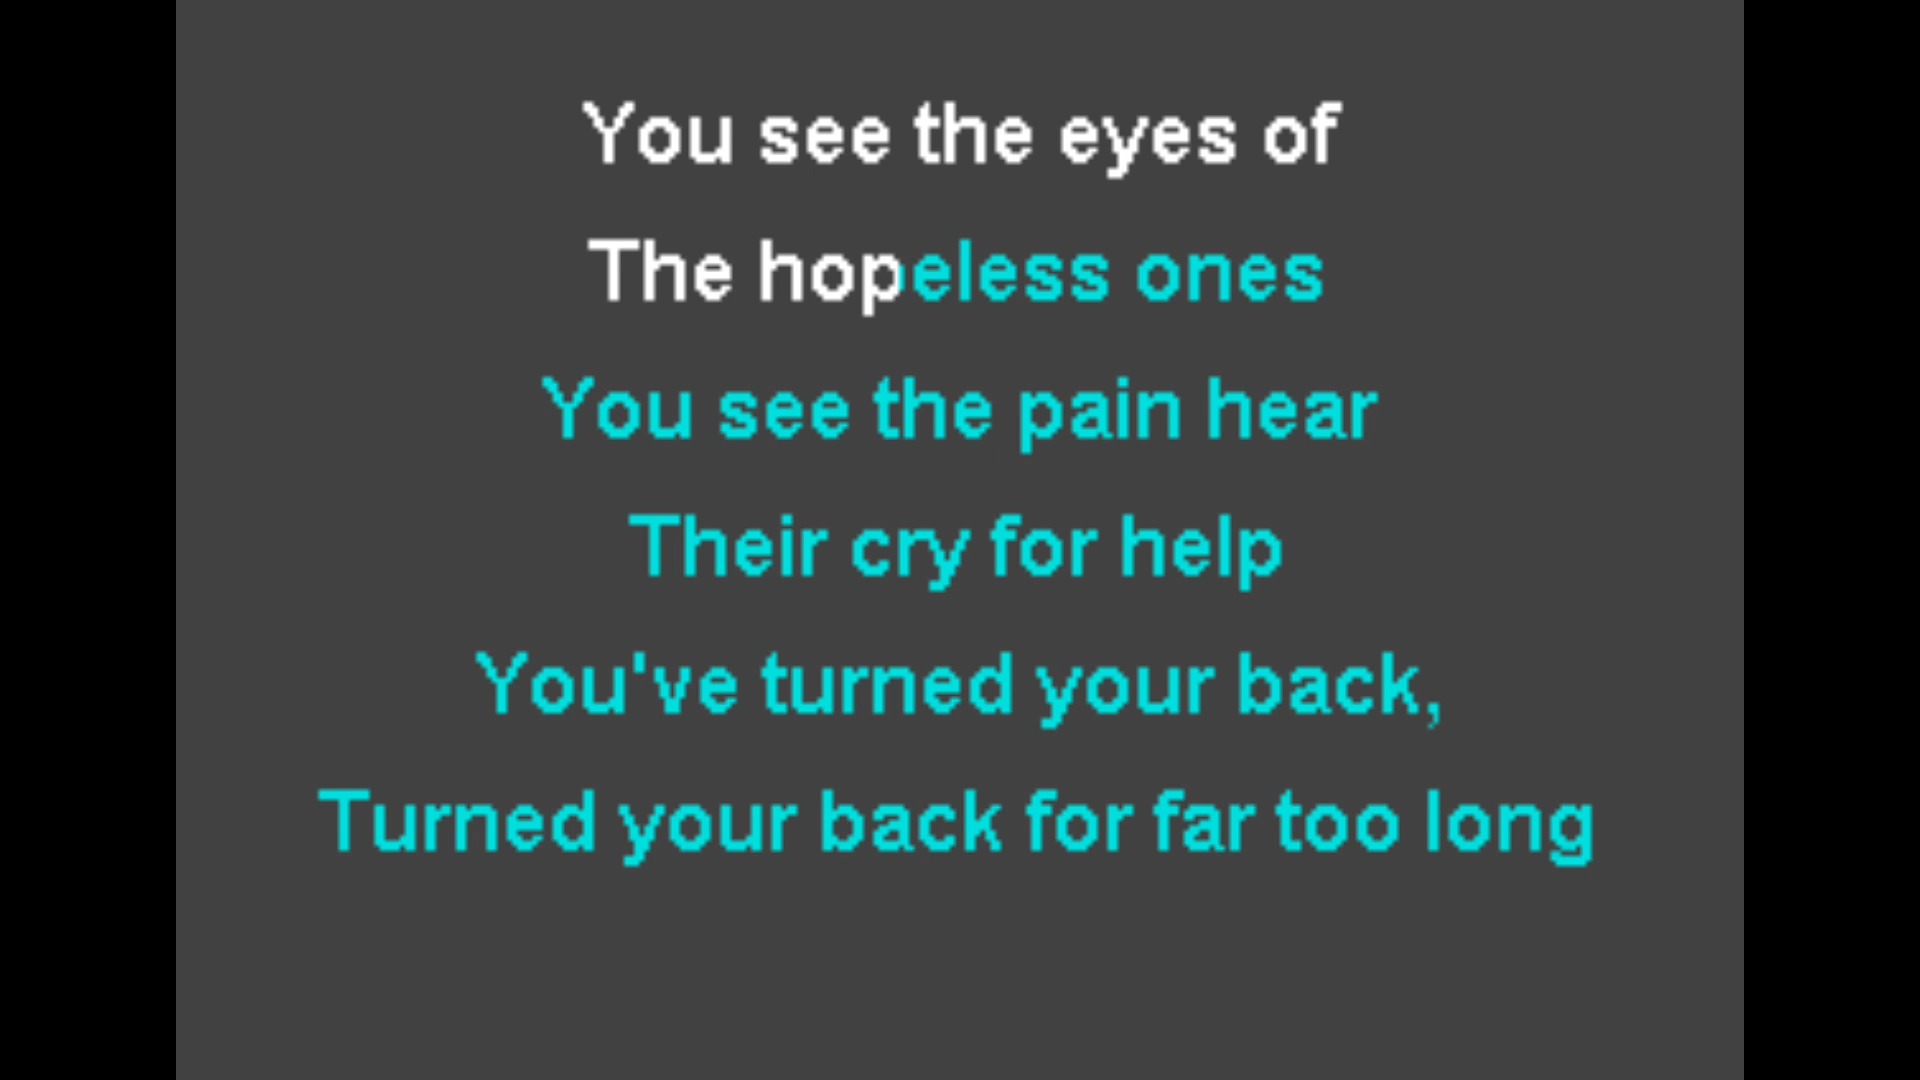 You see the eyes of
The hopeless ones
You see the pain hear
Their cry for help
You've turned your back,
Turned your back for far too long